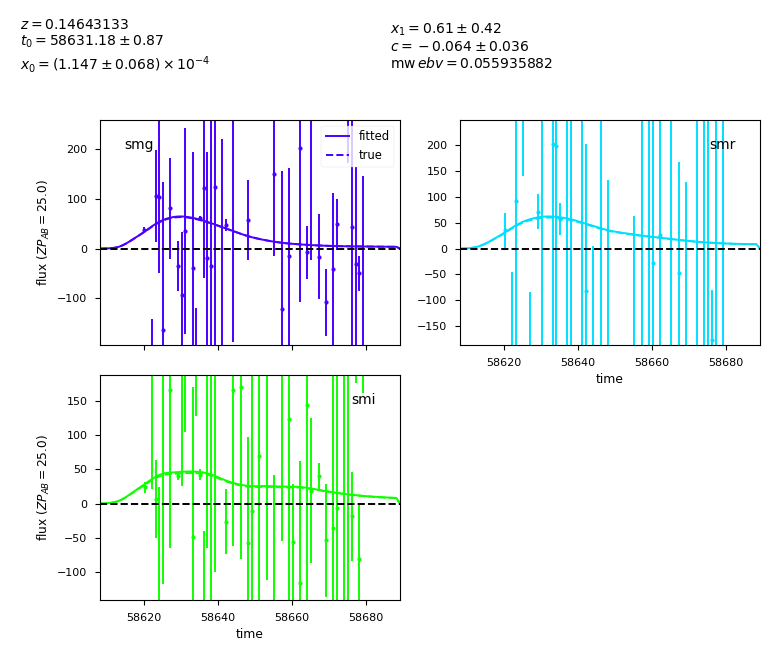 z = 0.14643133
t₀ = 58631.18 ± 0.87
x₀ = (1.147 ± 0.068) × 10⁻⁴
x₁ = 0.61 ± 0.42
c = −0.064 ± 0.036
mw ebv = 0.055935882
smg
fitted
true
200
100
0
−100
flux (ZP_AB = 25.0)
smr
200
150
100
50
0
−50
−100
−150
58620 58640 58660 58680
time
smi
150
100
50
0
−50
−100
flux (ZP_AB = 25.0)
58620 58640 58660 58680
time